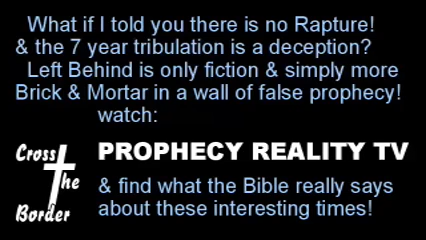 What if I told you there is no Rapture!
& the 7 year tribulation is a deception?
Left Behind is only fiction & simply more
Brick & Mortar in a wall of false prophecy!
watch:
PROPHECY REALITY TV
& find what the Bible really says
about these interesting times!
Cross
the
Border